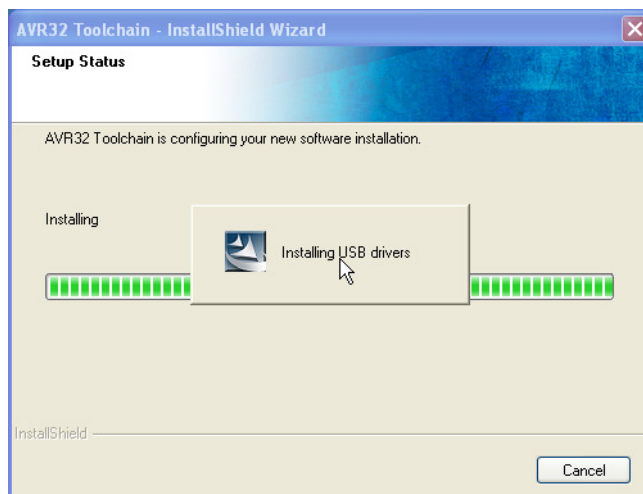 AVR32 Toolchain - InstallShield Wizard
Setup Status
AVR32 Toolchain is configuring your new software installation.
Installing
Installing USB drivers
InstallShield
Cancel